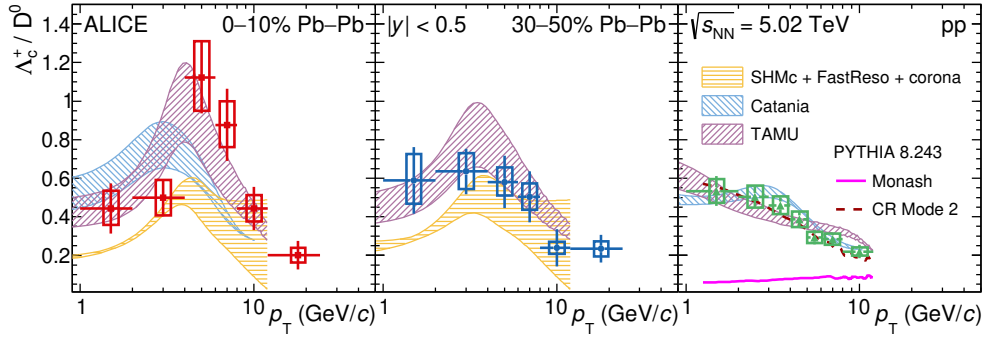 Λc+ / D0
ALICE
0–10% Pb–Pb
|y| < 0.5
30–50% Pb–Pb
√sNN = 5.02 TeV
pp
SHMc + FastReso + corona
Catania
TAMU
PYTHIA 8.243
Monash
CR Mode 2
1.4
1.2
1
0.8
0.6
0.4
0.2
1
10
1
10
1
10
pT (GeV/c)
pT (GeV/c)
pT (GeV/c)